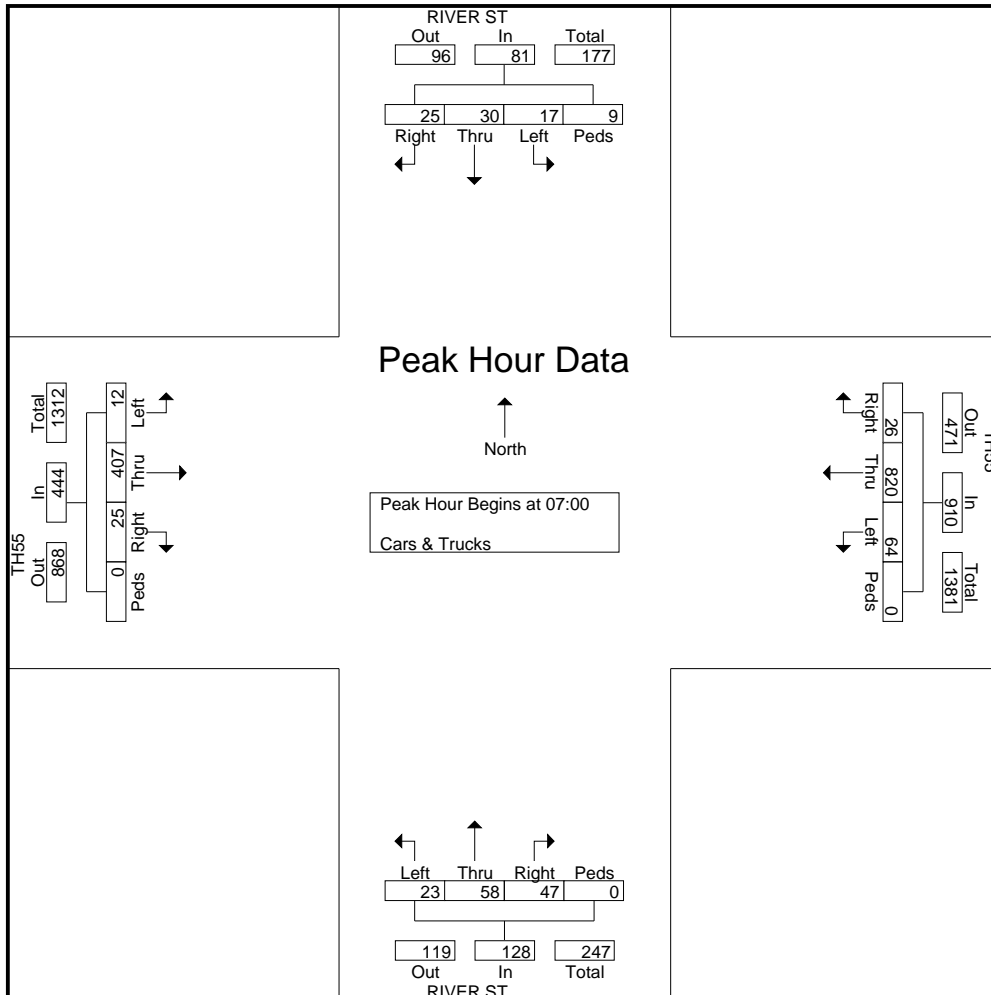 RIVER ST
Out In Total
96 81 177
25 30 17 9
Right Thru Left Peds
Peak Hour Data
North
Peak Hour Begins at 07:00
Cars & Trucks
TH55
Out In Total
868 444 1312
12 407 25 0
Left Thru Right Peds
TH55
Out In Total
471 910 1381
26 820 64 0
Right Thru Left Peds
Left Thru Right Peds
23 58 47 0
119 128 247
Out In Total
RIVER ST